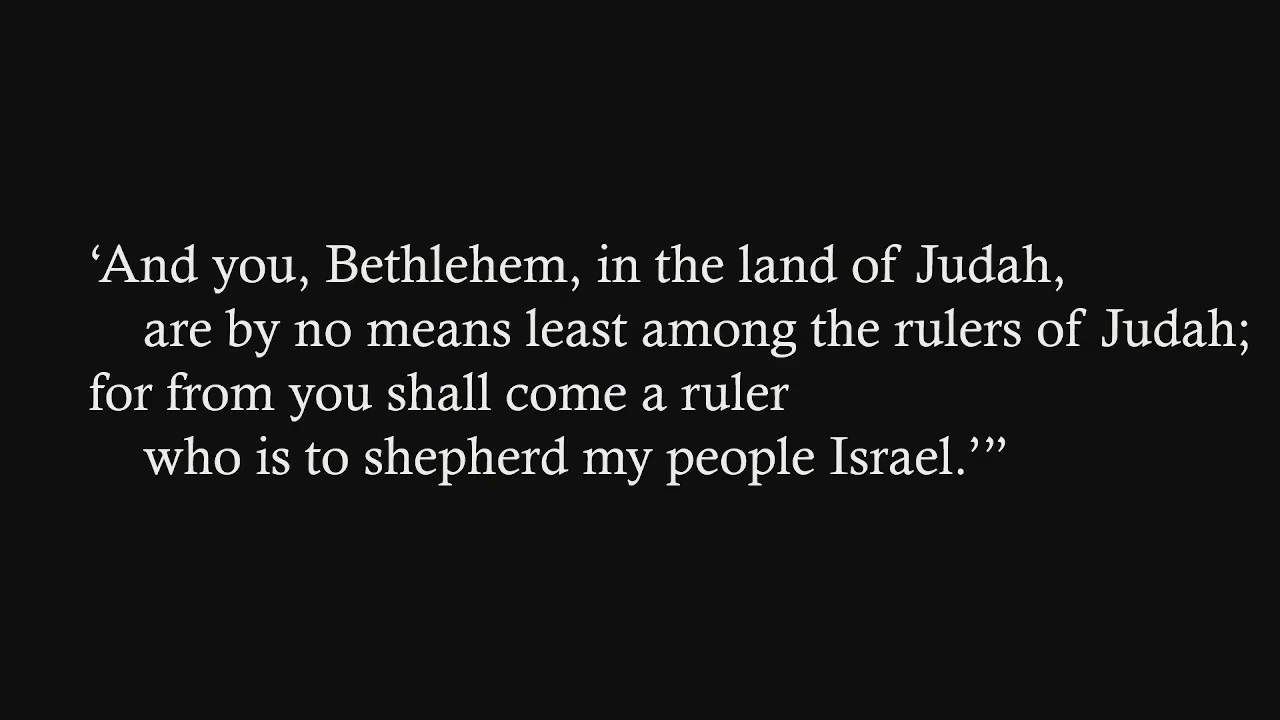 ‘And you, Bethlehem, in the land of Judah,
are by no means least among the rulers of Judah;
for from you shall come a ruler
who is to shepherd my people Israel.’”